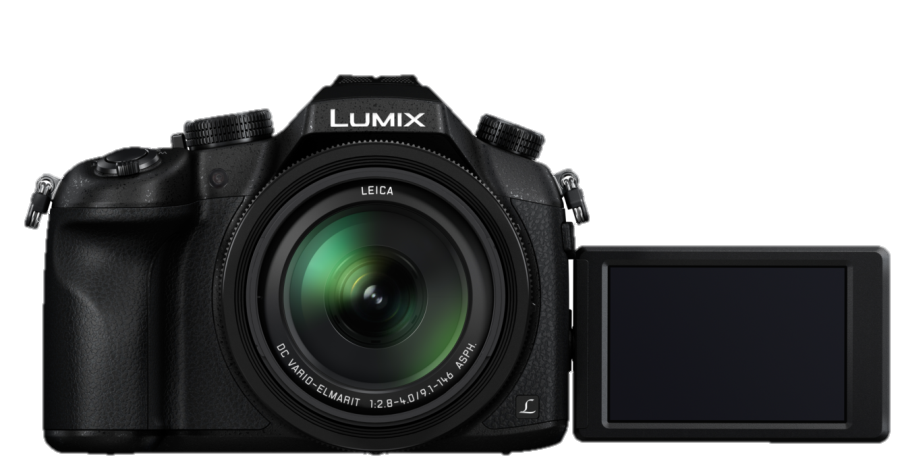 LUMIX
LEICA
DC VARIO-ELMARIT 1:2.8-4.0/9.1-146 ASPH.
L